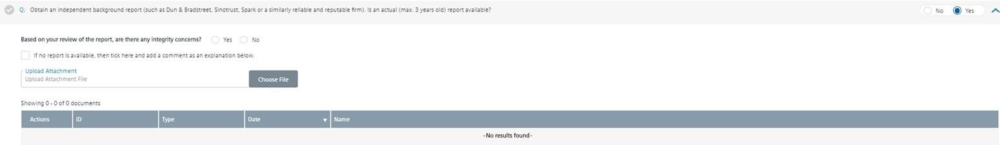 Q: Obtain an independent background report (such as Dun & Bradstreet, Sinotrust, Spark or a similarly reliable and reputable firm). Is an actual (max. 3 years old) report available? No Yes
Based on your review of the report, are there any integrity concerns? Yes No
If no report is available, then tick here and add a comment as an explanation below.
Upload Attachment
Upload Attachment File Choose File
Showing 0 - 0 of 0 documents
Actions ID Type Date Name
-No results found-